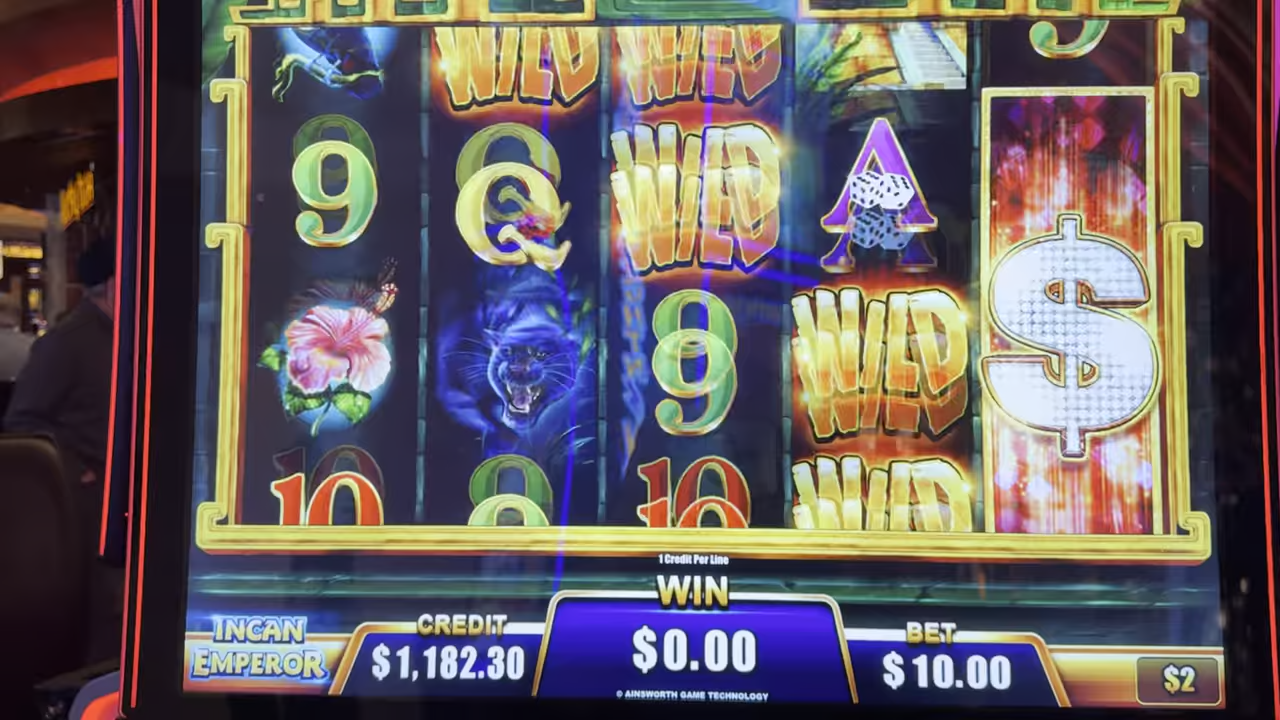 WILD WILD 9
9 Q WILD A
$
9 WILD
10 9 10 WILD
1 Credit Per Line
WIN
INCAN
EMPEROR
CREDIT
$1,182.30
$0.00
BET
$10.00
$2
© AINSWORTH GAME TECHNOLOGY